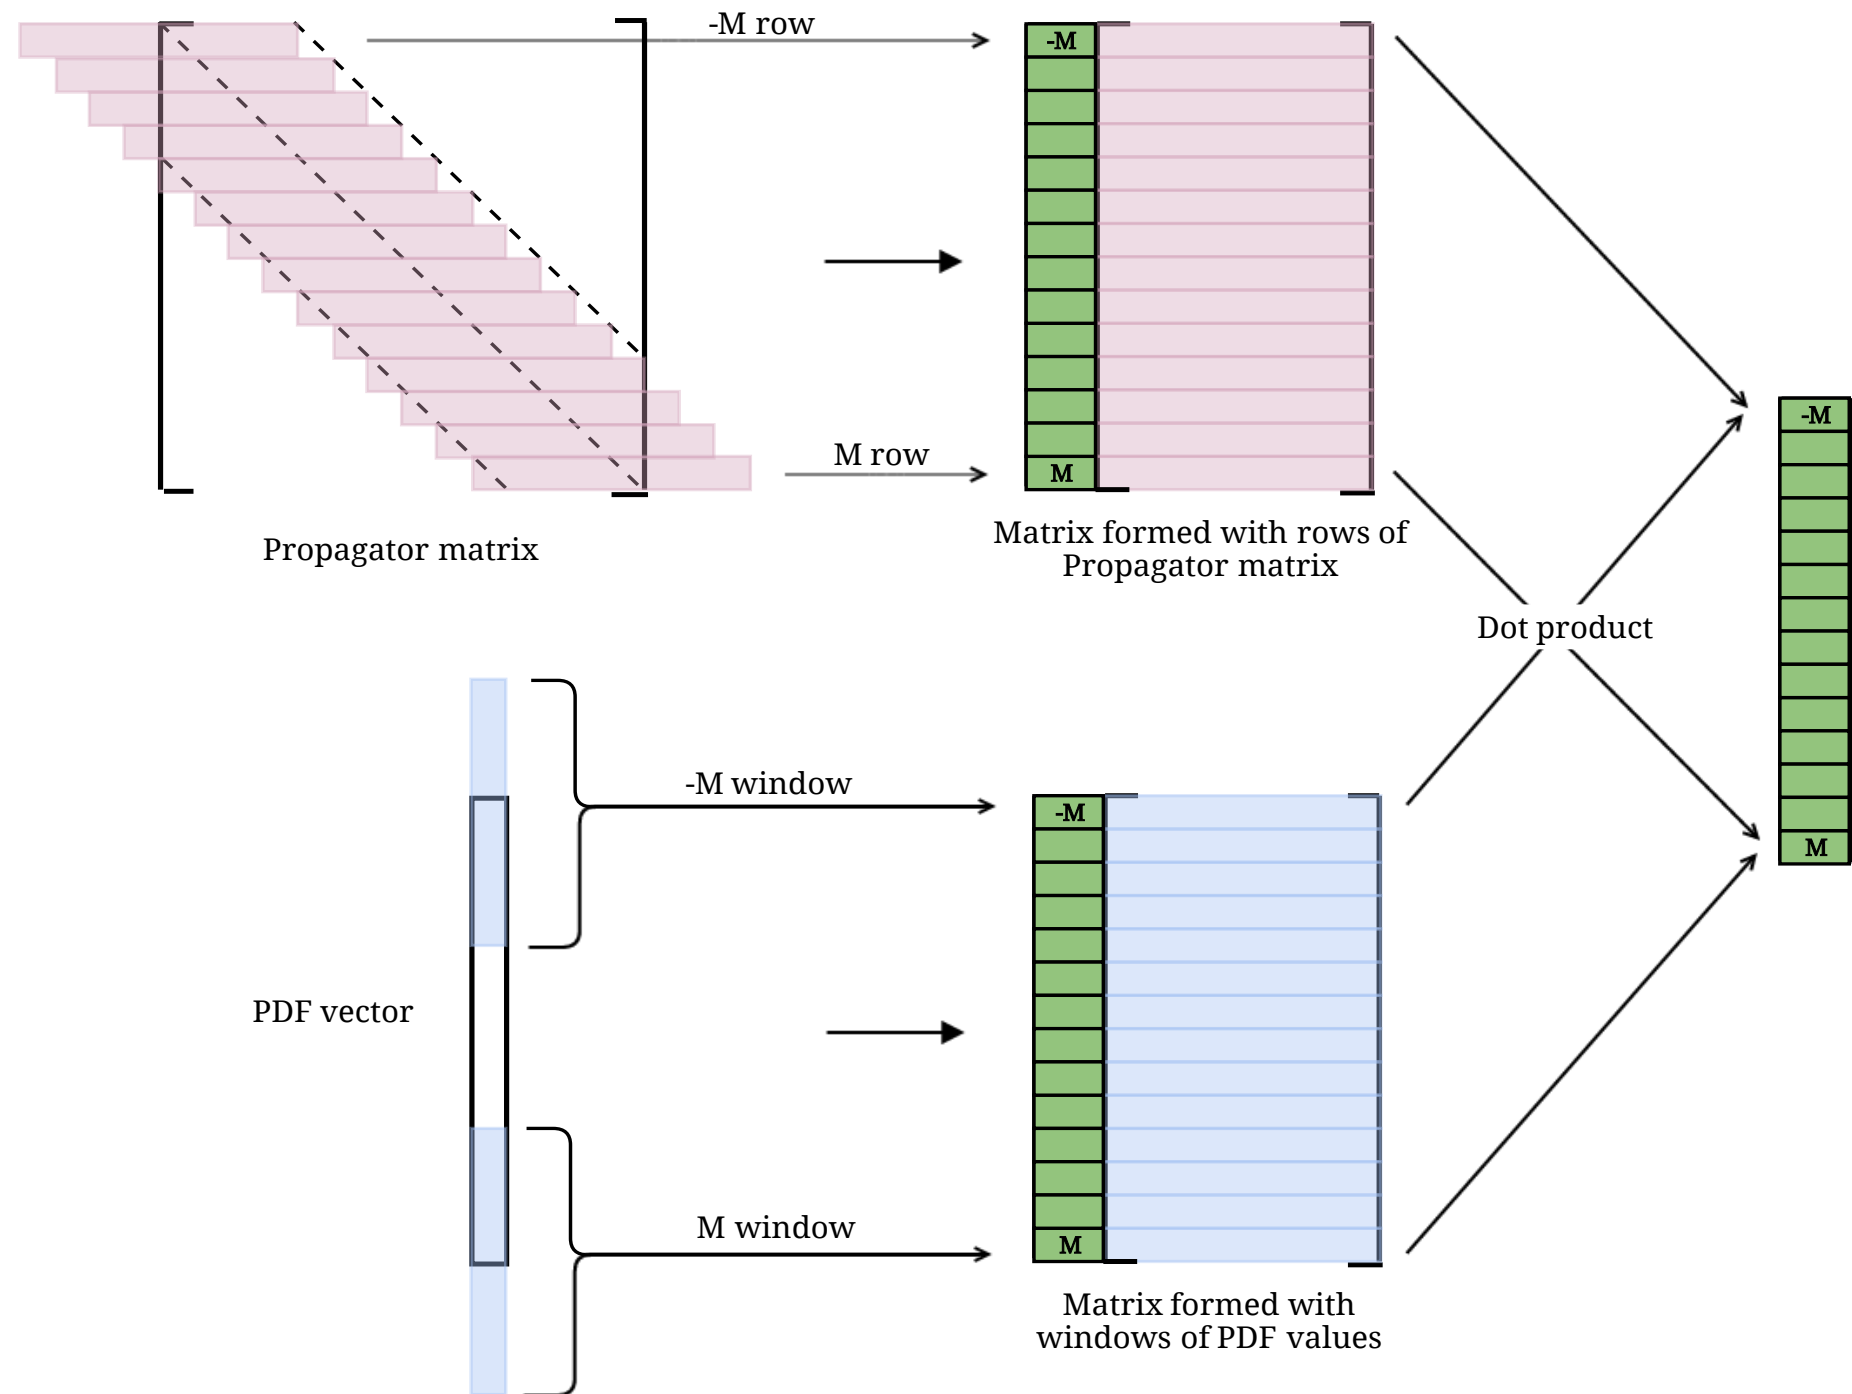 -M row
-M
M row
M
Propagator matrix
Matrix formed with rows of
Propagator matrix
-M
Dot product
M
PDF vector
-M window
-M
M window
M
Matrix formed with
windows of PDF values